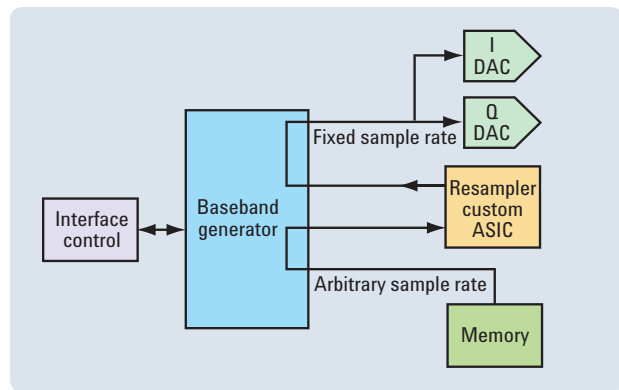 I
DAC
Q
DAC
Fixed sample rate
Resampler
custom
ASIC
Baseband
generator
Interface
control
Arbitrary sample rate
Memory